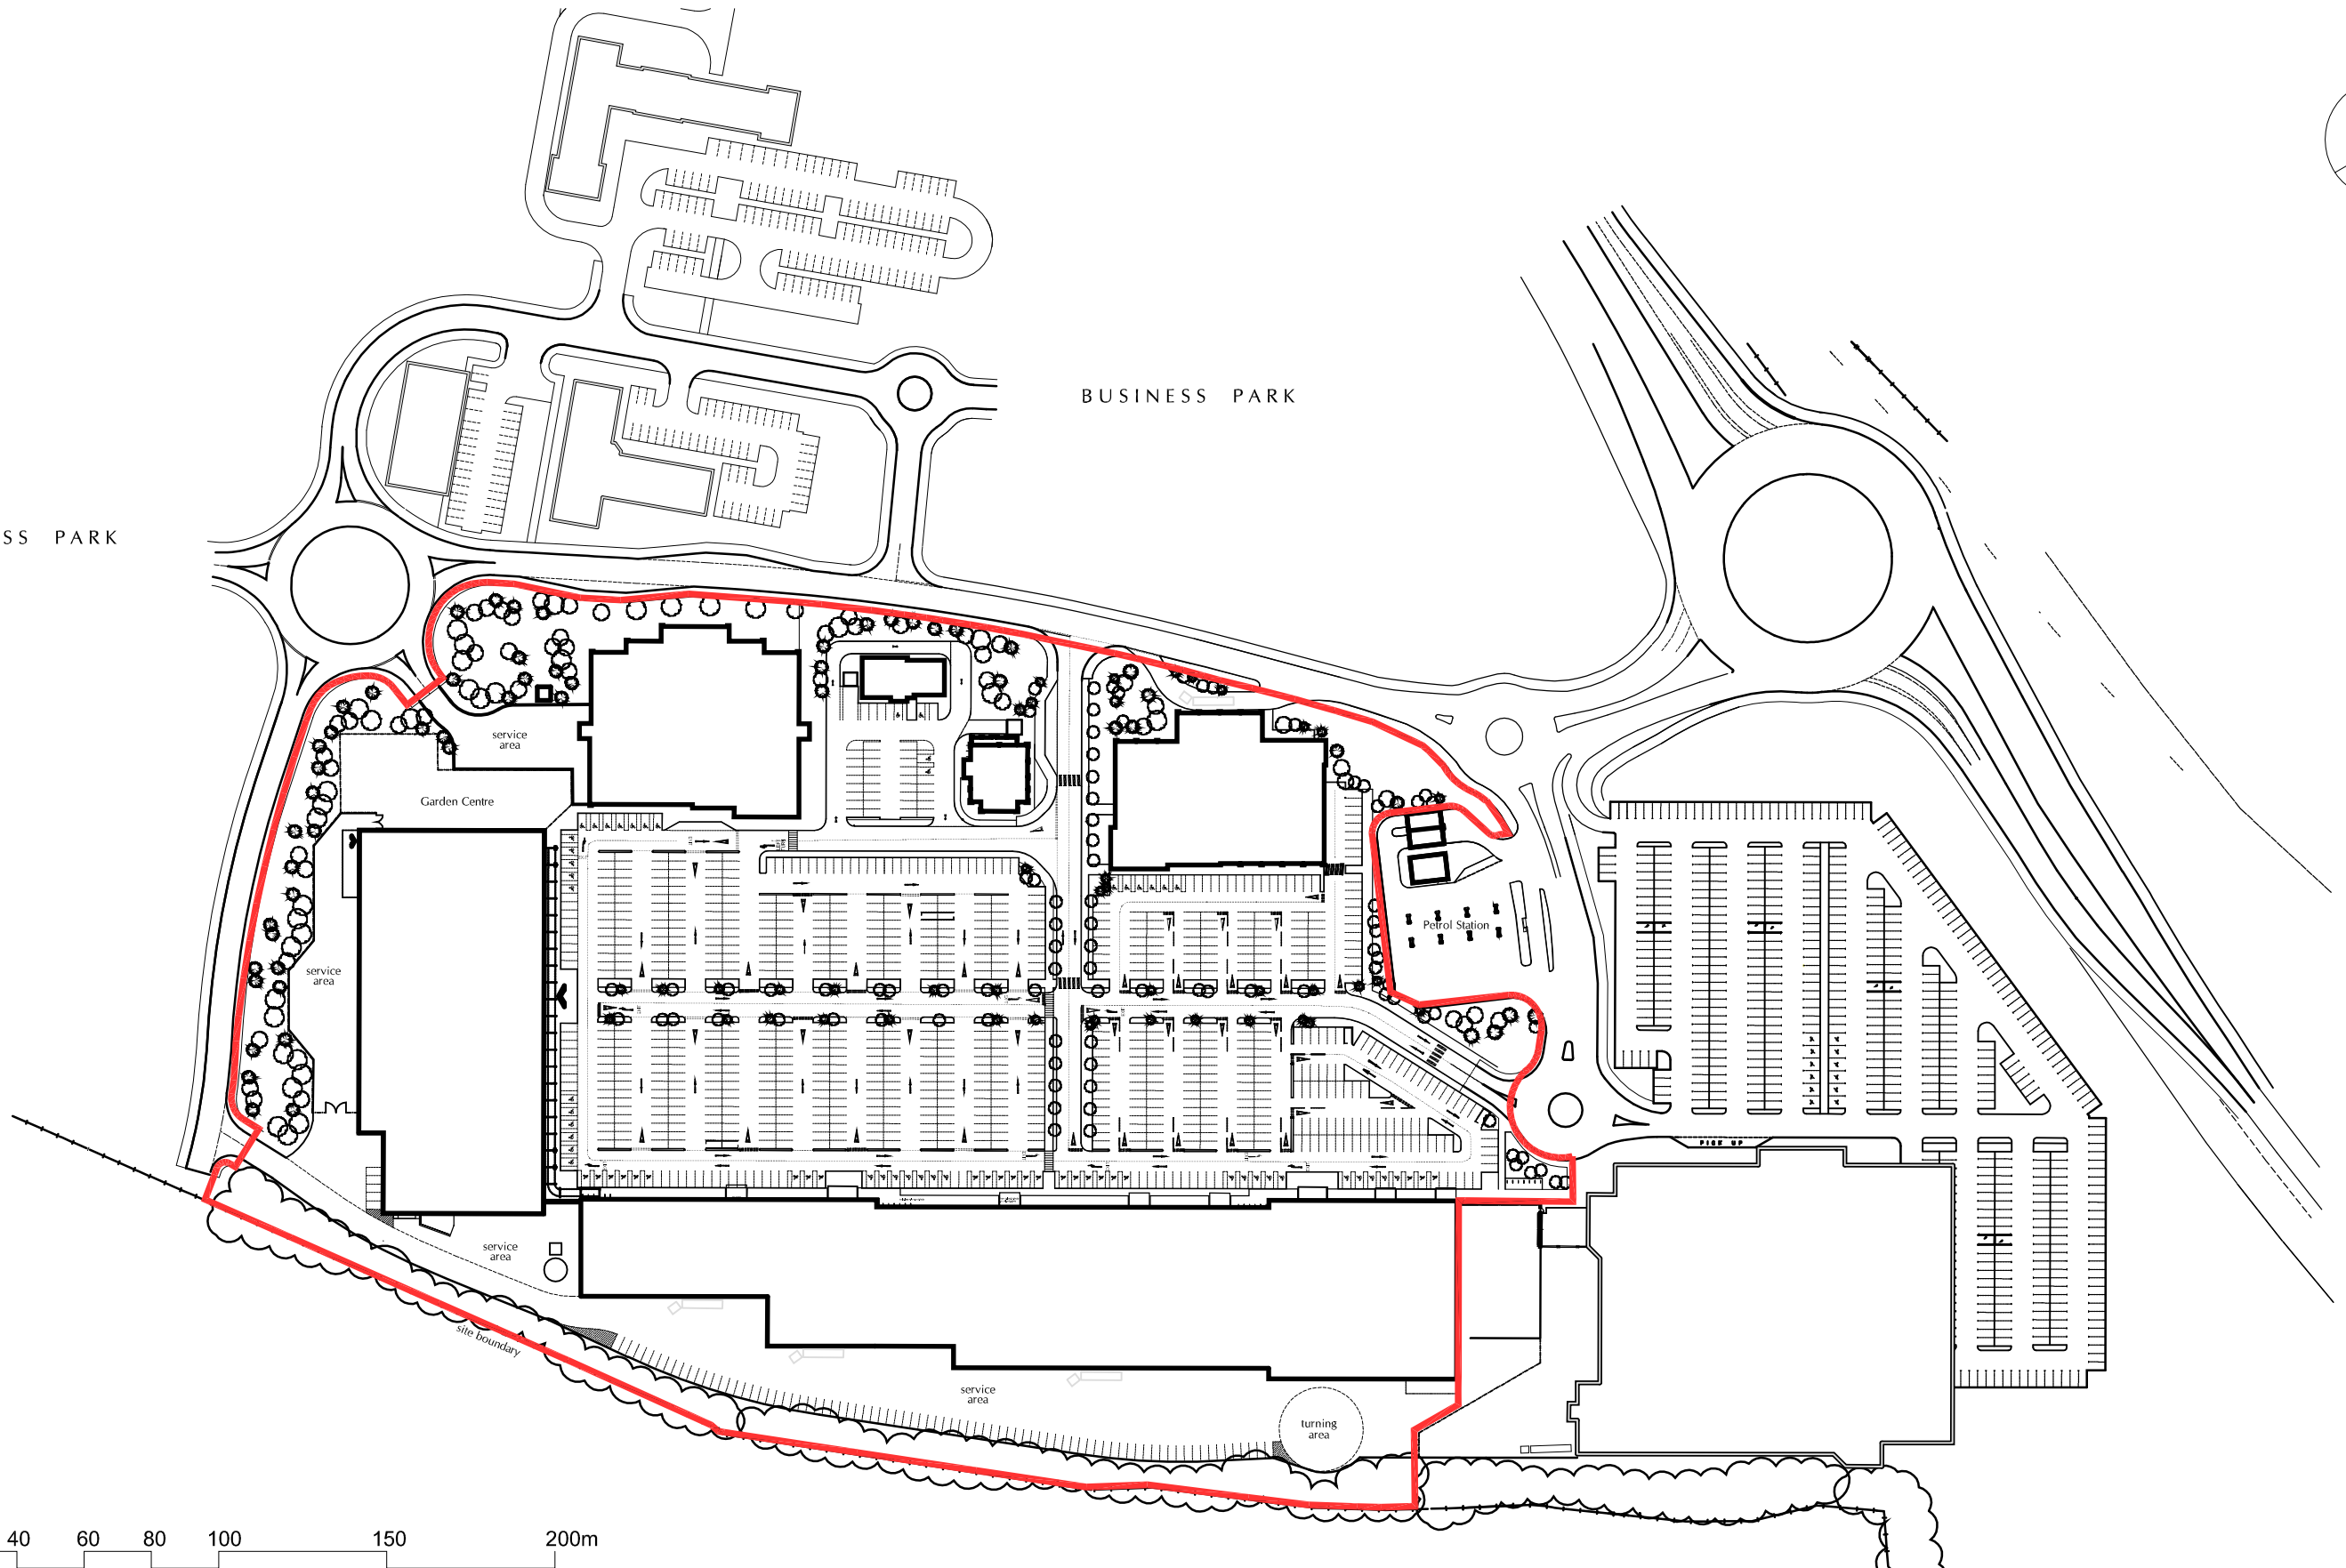 BUSINESS PARK
SS PARK
service
area
Garden Centre
Petrol Station
service
area
PICK UP
service
area
site boundary
service
area
turning
area
40 60 80 100 150 200m